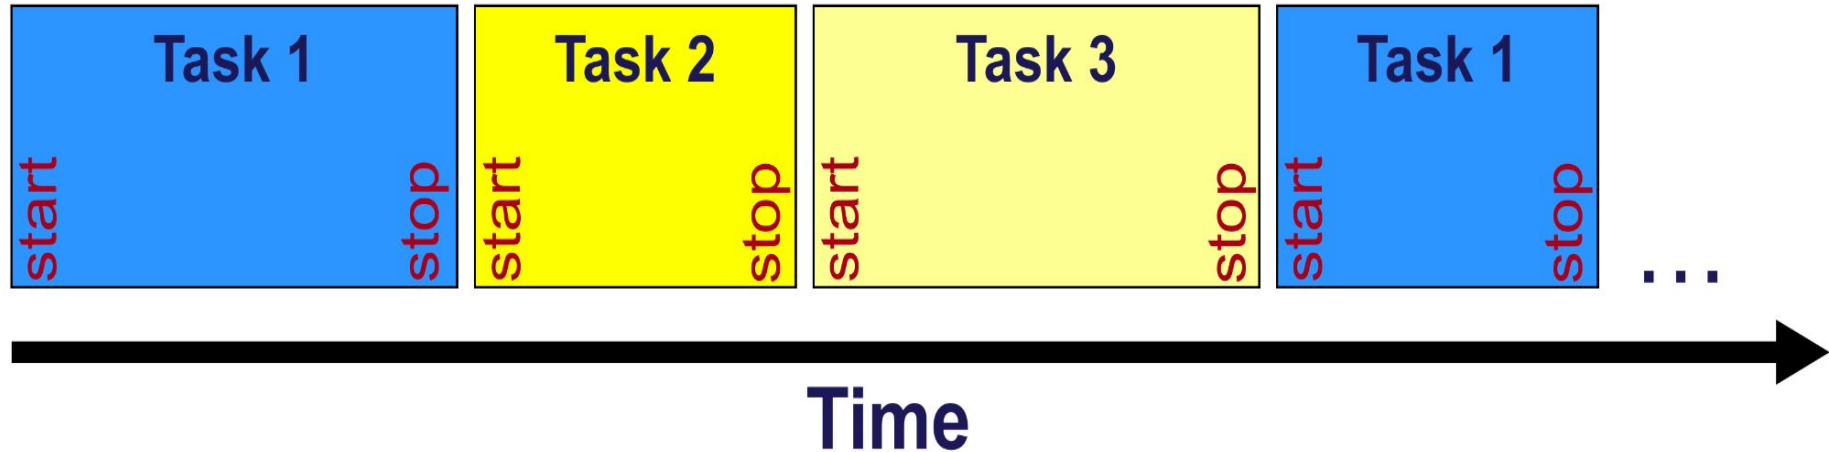 Task 1 Task 2 Task 3 Task 1
start stop start stop start stop start stop
...
Time